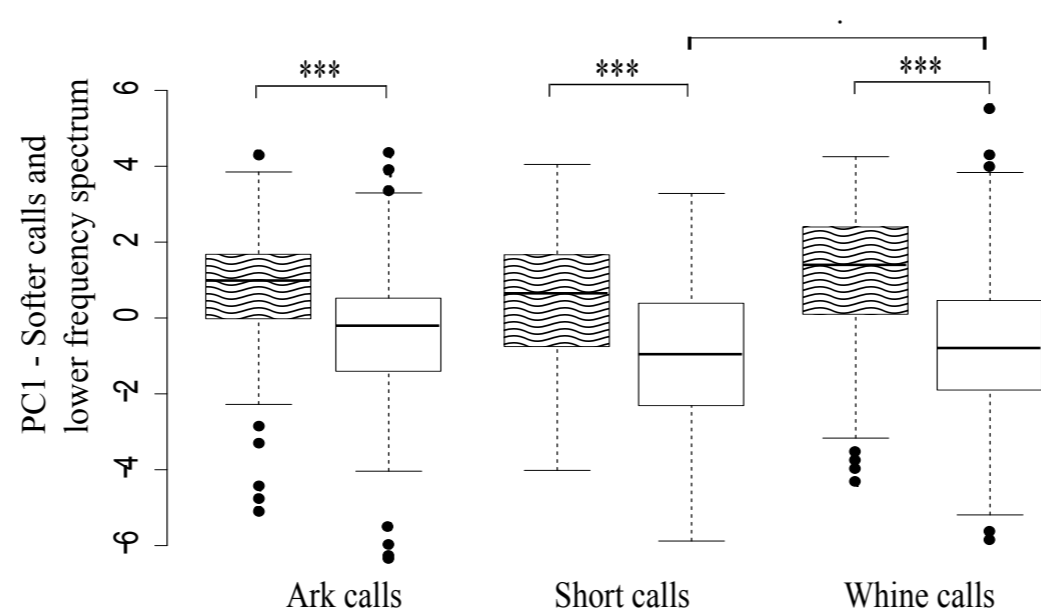 .
*** *** ***
PC1 - Softer calls and
lower frequency spectrum
6
4
2
0
-2
-4
-6
Ark calls Short calls Whine calls